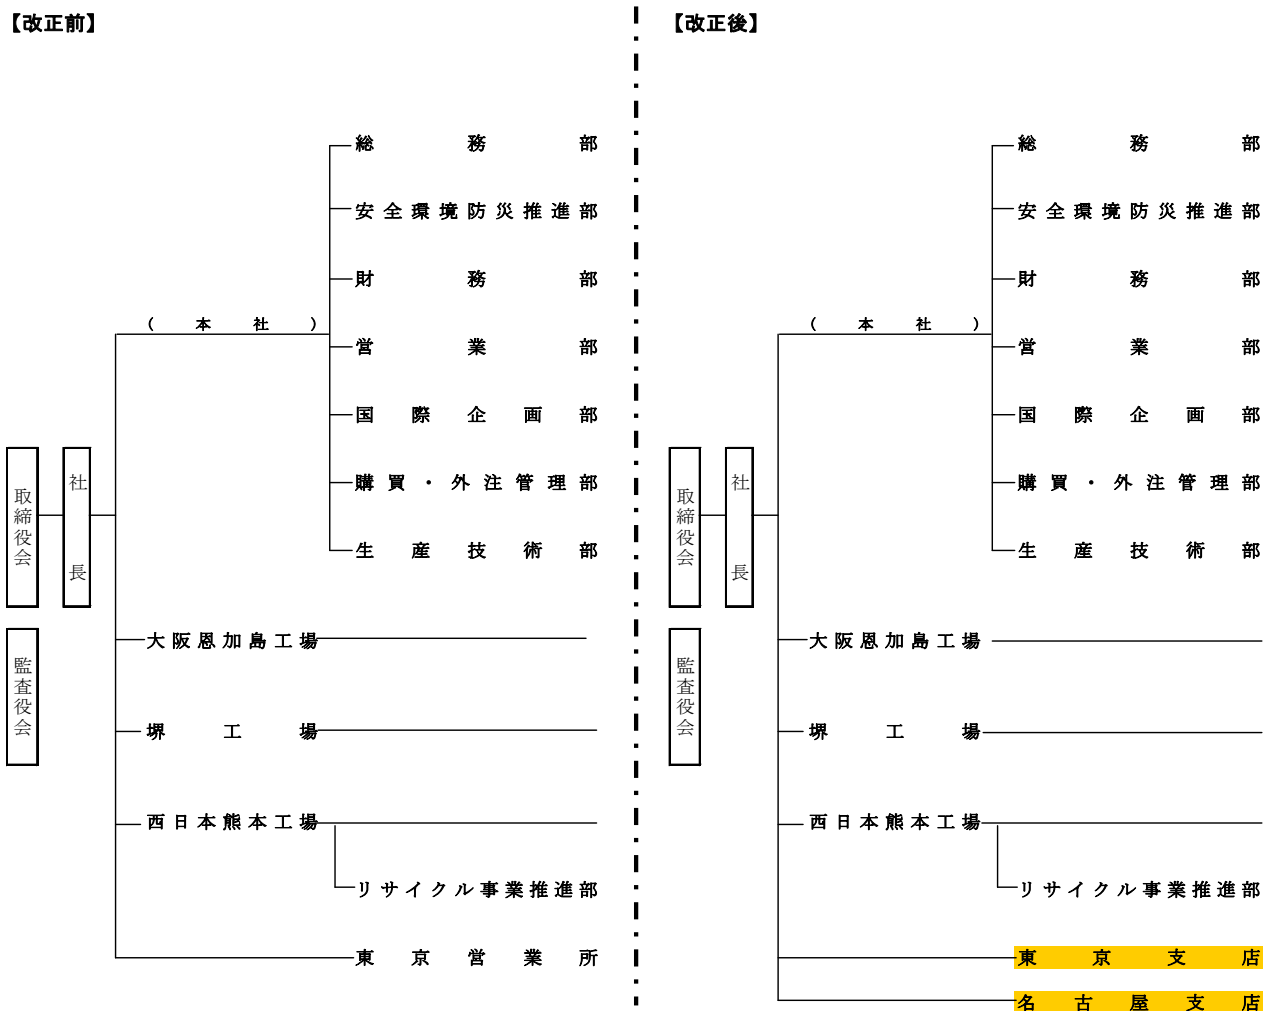 【改正前】
総務部
安全環境防災推進部
財務部
（本社）
営業部
国際企画部
購買・外注管理部
生産技術部
取締役会
社長
監査役会
大阪恩加島工場
堺工場
西日本熊本工場
リサイクル事業推進部
東京営業所
【改正後】
総務部
安全環境防災推進部
財務部
（本社）
営業部
国際企画部
購買・外注管理部
生産技術部
取締役会
社長
監査役会
大阪恩加島工場
堺工場
西日本熊本工場
リサイクル事業推進部
東京支店
名古屋支店